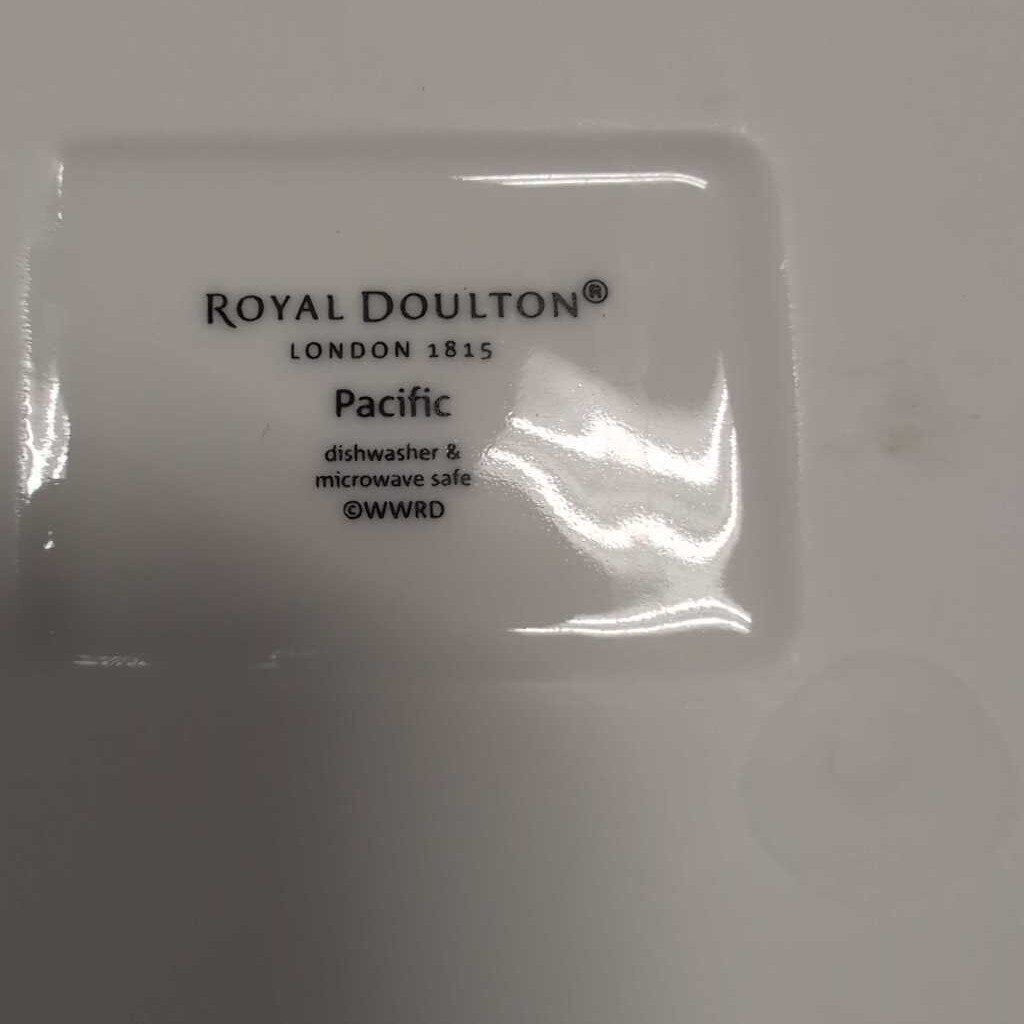 ROYAL DOULTON®
LONDON 1815
Pacific
dishwasher &
microwave safe
©WWRD